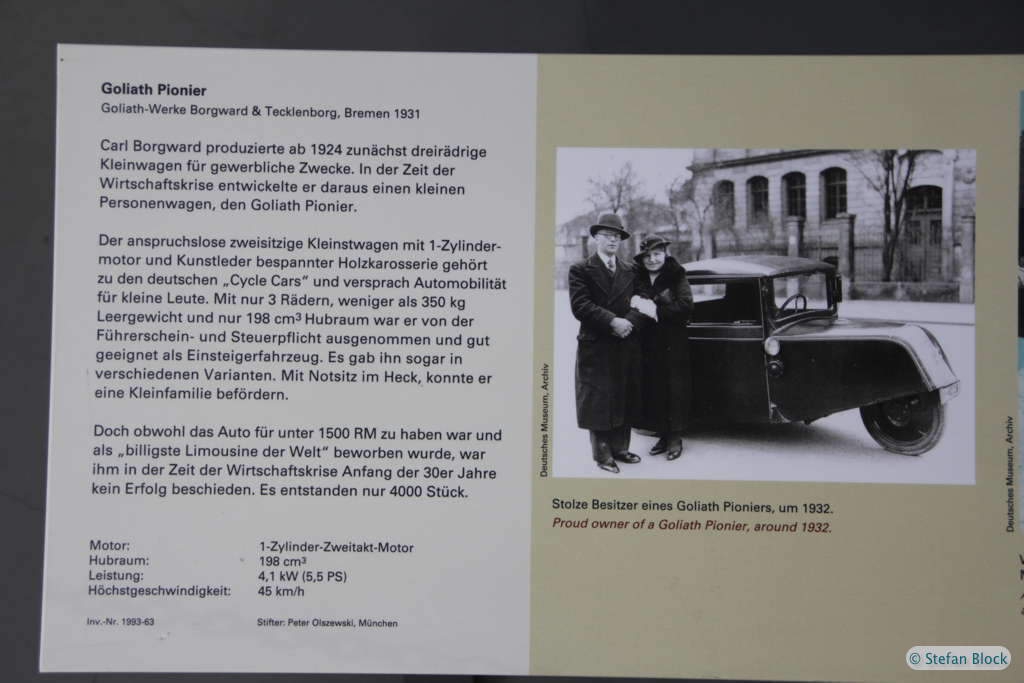 Goliath Pionier
Goliath-Werke Borgward & Tecklenborg, Bremen 1931
Carl Borgward produzierte ab 1924 zunächst dreirädrige
Kleinwagen für gewerbliche Zwecke. In der Zeit der
Wirtschaftskrise entwickelte er daraus einen kleinen
Personenwagen, den Goliath Pionier.
Der anspruchslose zweisitzige Kleinstwagen mit 1-Zylinder-
motor und Kunstleder bespannter Holzkarosserie gehört
zu den deutschen „Cycle Cars“ und versprach Automobilität
für kleine Leute. Mit nur 3 Rädern, weniger als 350 kg
Leergewicht und nur 198 cm³ Hubraum war er von der
Führerschein- und Steuerpflicht ausgenommen und gut
geeignet als Einsteigerfahrzeug. Es gab ihn sogar in
verschiedenen Varianten. Mit Notsitz im Heck, konnte er
eine Kleinfamilie befördern.
Doch obwohl das Auto für unter 1500 RM zu haben war und
als „billigste Limousine der Welt“ beworben wurde, war
ihm in der Zeit der Wirtschaftskrise Anfang der 30er Jahre
kein Erfolg beschieden. Es entstanden nur 4000 Stück.
Motor: 1-Zylinder-Zweitakt-Motor
Hubraum: 198 cm³
Leistung: 4,1 kW (5,5 PS)
Höchstgeschwindigkeit: 45 km/h
Inv.-Nr. 1993-63 Stifter: Peter Olszewski, München
Deutsches Museum, Archiv
Stolze Besitzer eines Goliath Pioniers, um 1932.
Proud owner of a Goliath Pionier, around 1932.
Deutsches Museum, Archiv
© Stefan Block